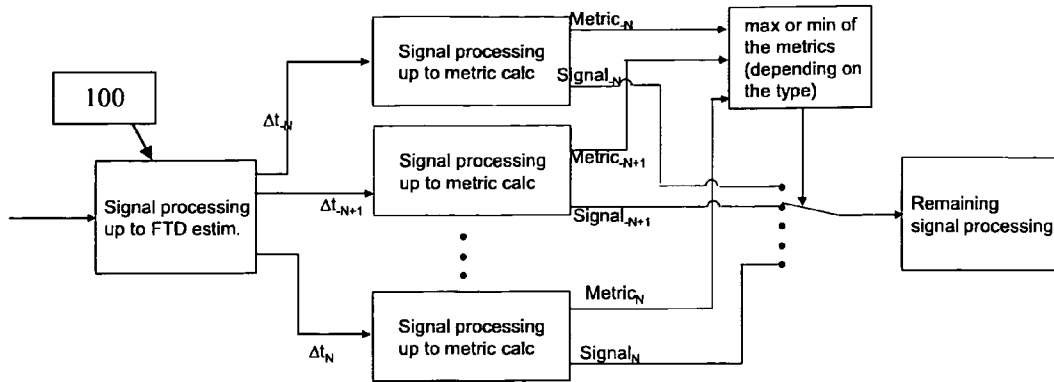 100
Signal processing
up to FTD estim.
Δt-N
Δt-N+1
ΔtN
Signal processing
up to metric calc
Metric-N
Signal-N
Signal processing
up to metric calc
Metric-N+1
Signal-N+1
Signal processing
up to metric calc
MetricN
SignalN
max or min of
the metrics
(depending on
the type)
Remaining
signal processing